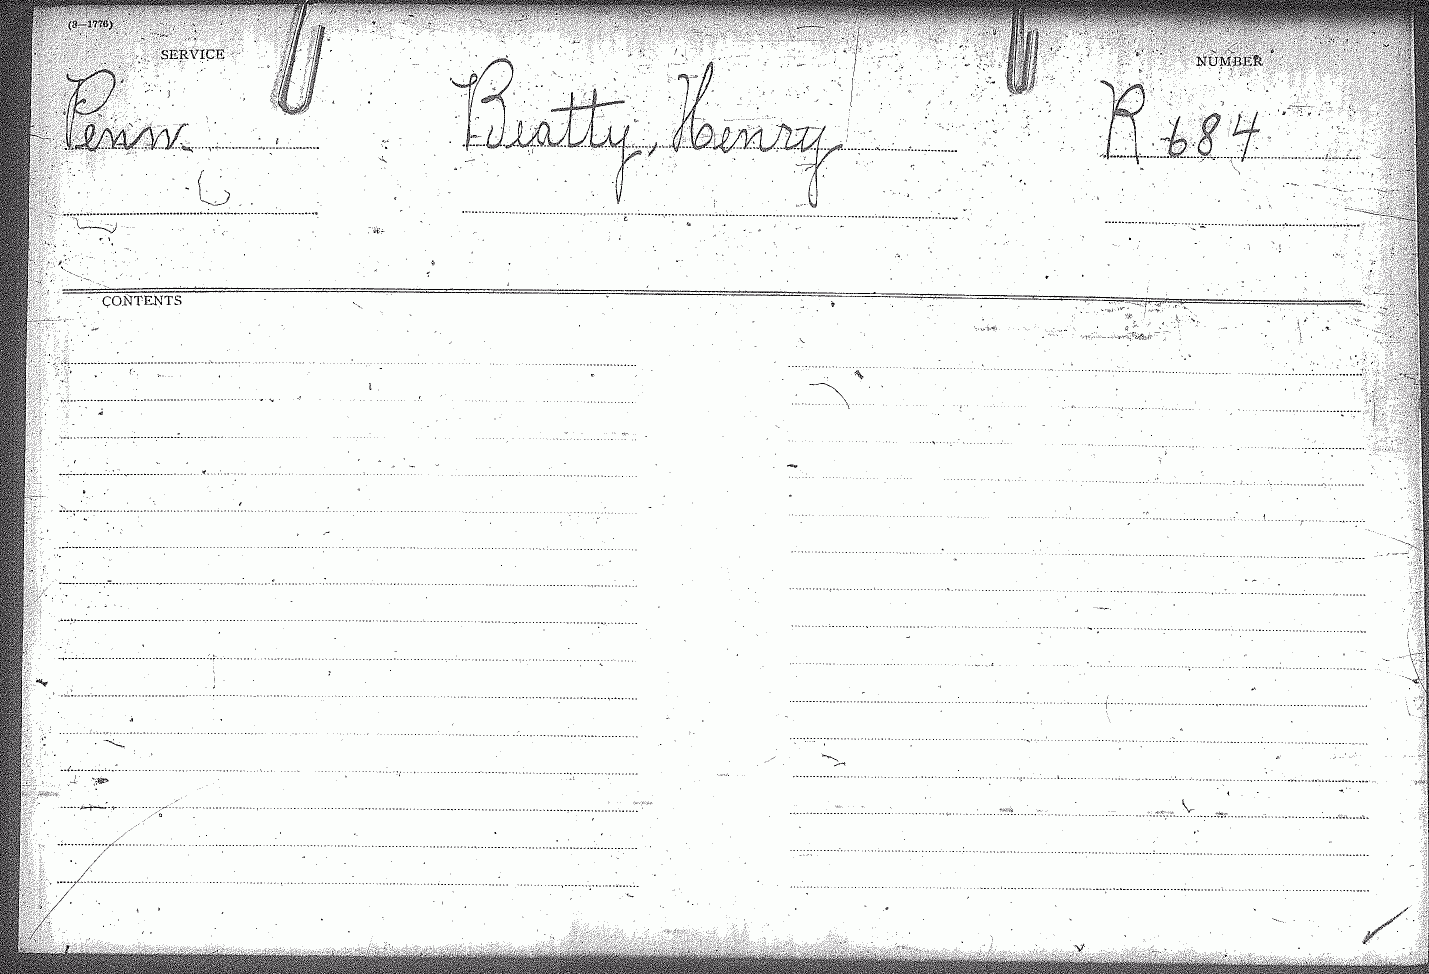 (3—1776)
SERVICE NUMBER
Penn. Beatty, Henry R 684
CONTENTS